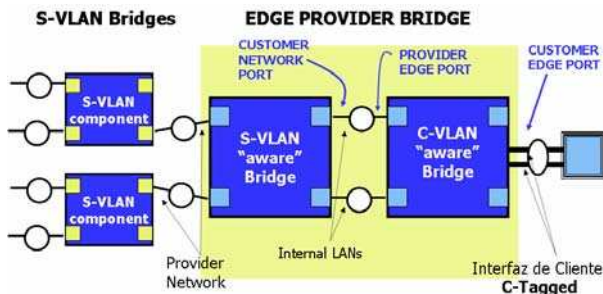 S-VLAN Bridges
EDGE PROVIDER BRIDGE
CUSTOMER
NETWORK
PORT
PROVIDER
EDGE PORT
CUSTOMER
EDGE PORT
S-VLAN
component
S-VLAN
"aware"
Bridge
C-VLAN
"aware"
Bridge
S-VLAN
component
Provider
Network
Internal LANs
Interfaz de Cliente
C-Tagged